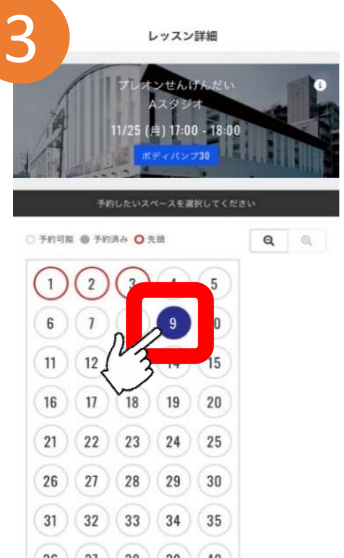 3
レッスン詳細
プレオンせんげんだい
Aスタジオ
11/25 (月) 17:00 - 18:00
ボディパンプ30
予約したいスペースを選択してください
予約可能 予約済み 先頭
1 2 3 4 5
6 7 9
11 12 14 15
16 17 18 19 20
21 22 23 24 25
26 27 28 29 30
31 32 33 34 35